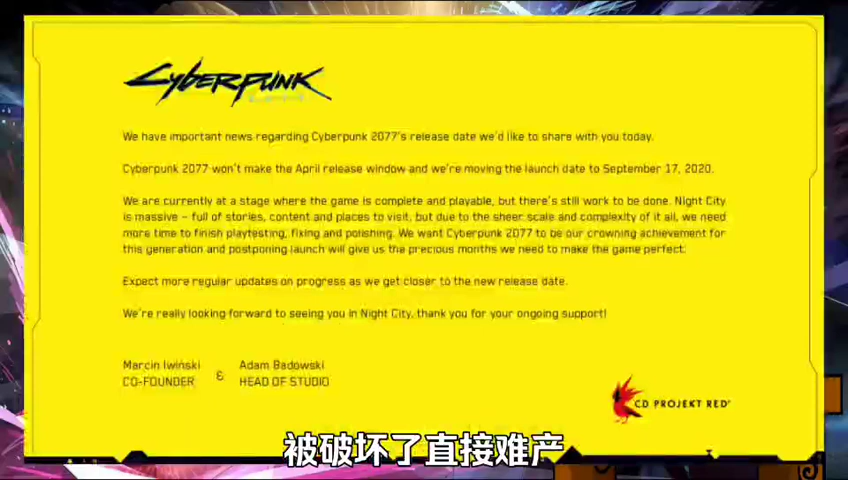 CYBERPUNK
We have important news regarding Cyberpunk 2077's release date we'd like to share with you today.
Cyberpunk 2077 won't make the April release window and we're moving the launch date to September 17, 2020.
We are currently at a stage where the game is complete and playable, but there's still work to be done. Night City
is massive – full of stories, content and places to visit, but due to the sheer scale and complexity of it all, we need
more time to finish playtesting, fixing and polishing. We want Cyberpunk 2077 to be our crowning achievement for
this generation and postponing launch will give us the precious months we need to make the game perfect.
Expect more regular updates on progress as we get closer to the new release date.
We're really looking forward to seeing you in Night City, thank you for your ongoing support!
Marcin Iwiński & Adam Badowski
CO-FOUNDER HEAD OF STUDIO
CD PROJEKT RED
被破坏了直接难产